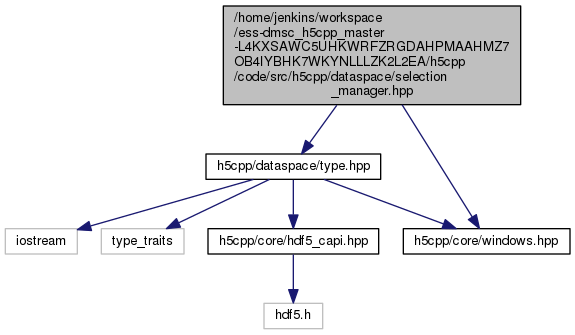 /home/jenkins/workspace
/ess-dmsc_h5cpp_master
-L4KXSAWC5UHKWRFZRGDAHPMAAHMZ7
OB4IYBHK7WKYNLLLZK2L2EA/h5cpp
/code/src/h5cpp/dataspace/selection
_manager.hpp
h5cpp/dataspace/type.hpp
iostream
type_traits
h5cpp/core/hdf5_capi.hpp
h5cpp/core/windows.hpp
hdf5.h